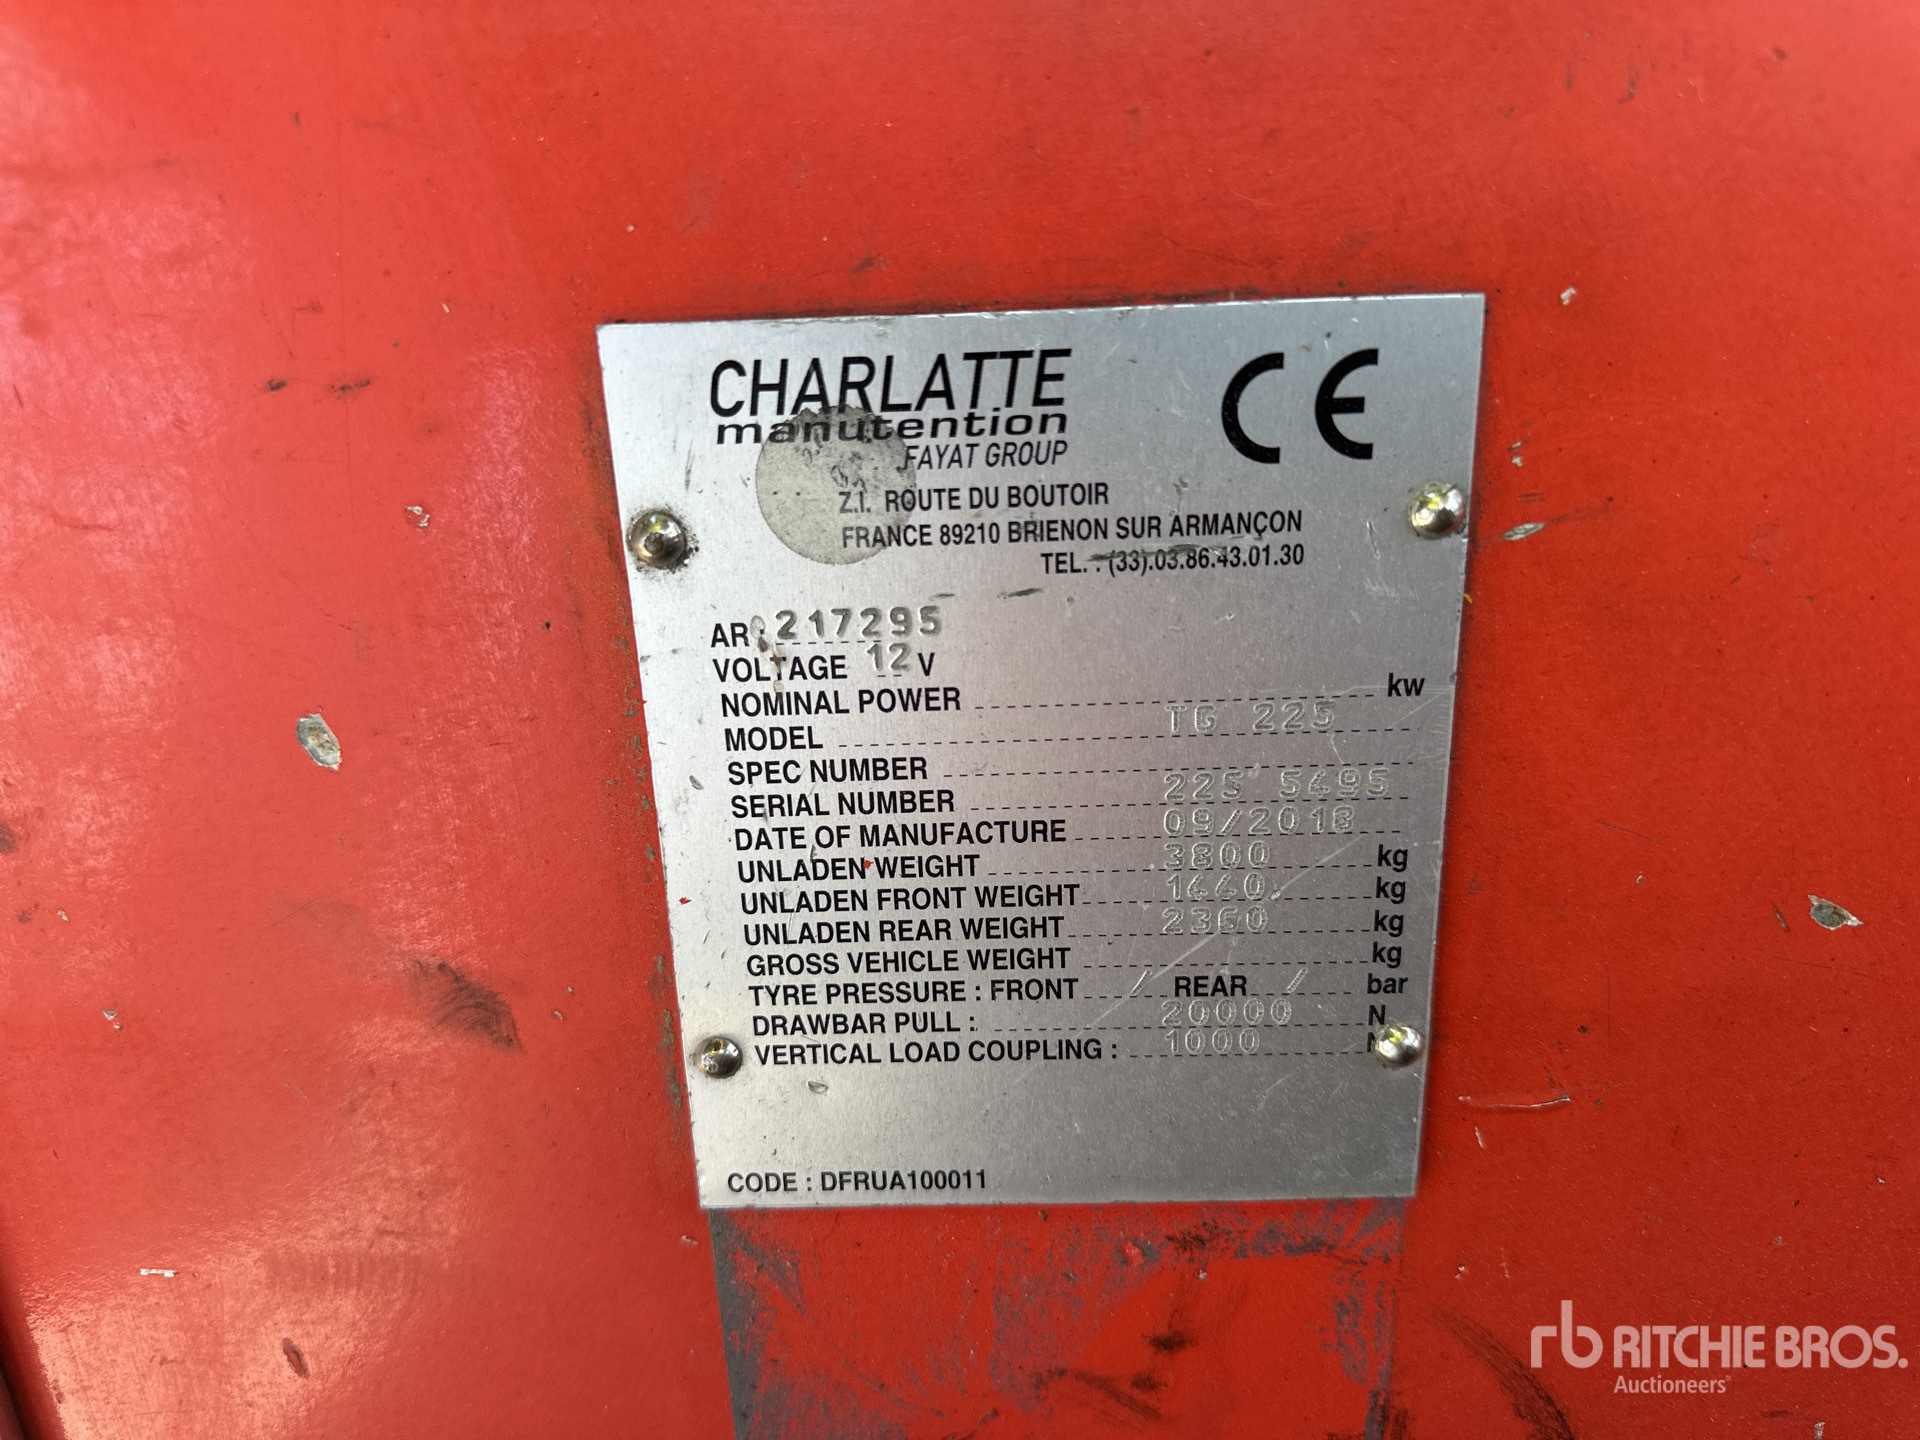 CHARLATTE
manutention
FAYAT GROUP
CE
Z.I. ROUTE DU BOUTOIR
FRANCE 89210 BRIENON SUR ARMANÇON
TEL. : (33).03.86.43.01.30
AR : 217295
VOLTAGE 12 V
NOMINAL POWER kw
MODEL TG 225
SPEC NUMBER
SERIAL NUMBER 225 5495
DATE OF MANUFACTURE 09/2018
UNLADEN WEIGHT 3800 kg
UNLADEN FRONT WEIGHT 1440 kg
UNLADEN REAR WEIGHT 2360 kg
GROSS VEHICLE WEIGHT kg
TYRE PRESSURE : FRONT / REAR / bar
DRAWBAR PULL : 20000 N
VERTICAL LOAD COUPLING : 1000 N
CODE : DFRUA100011
rb RITCHIE BROS.
Auctioneers